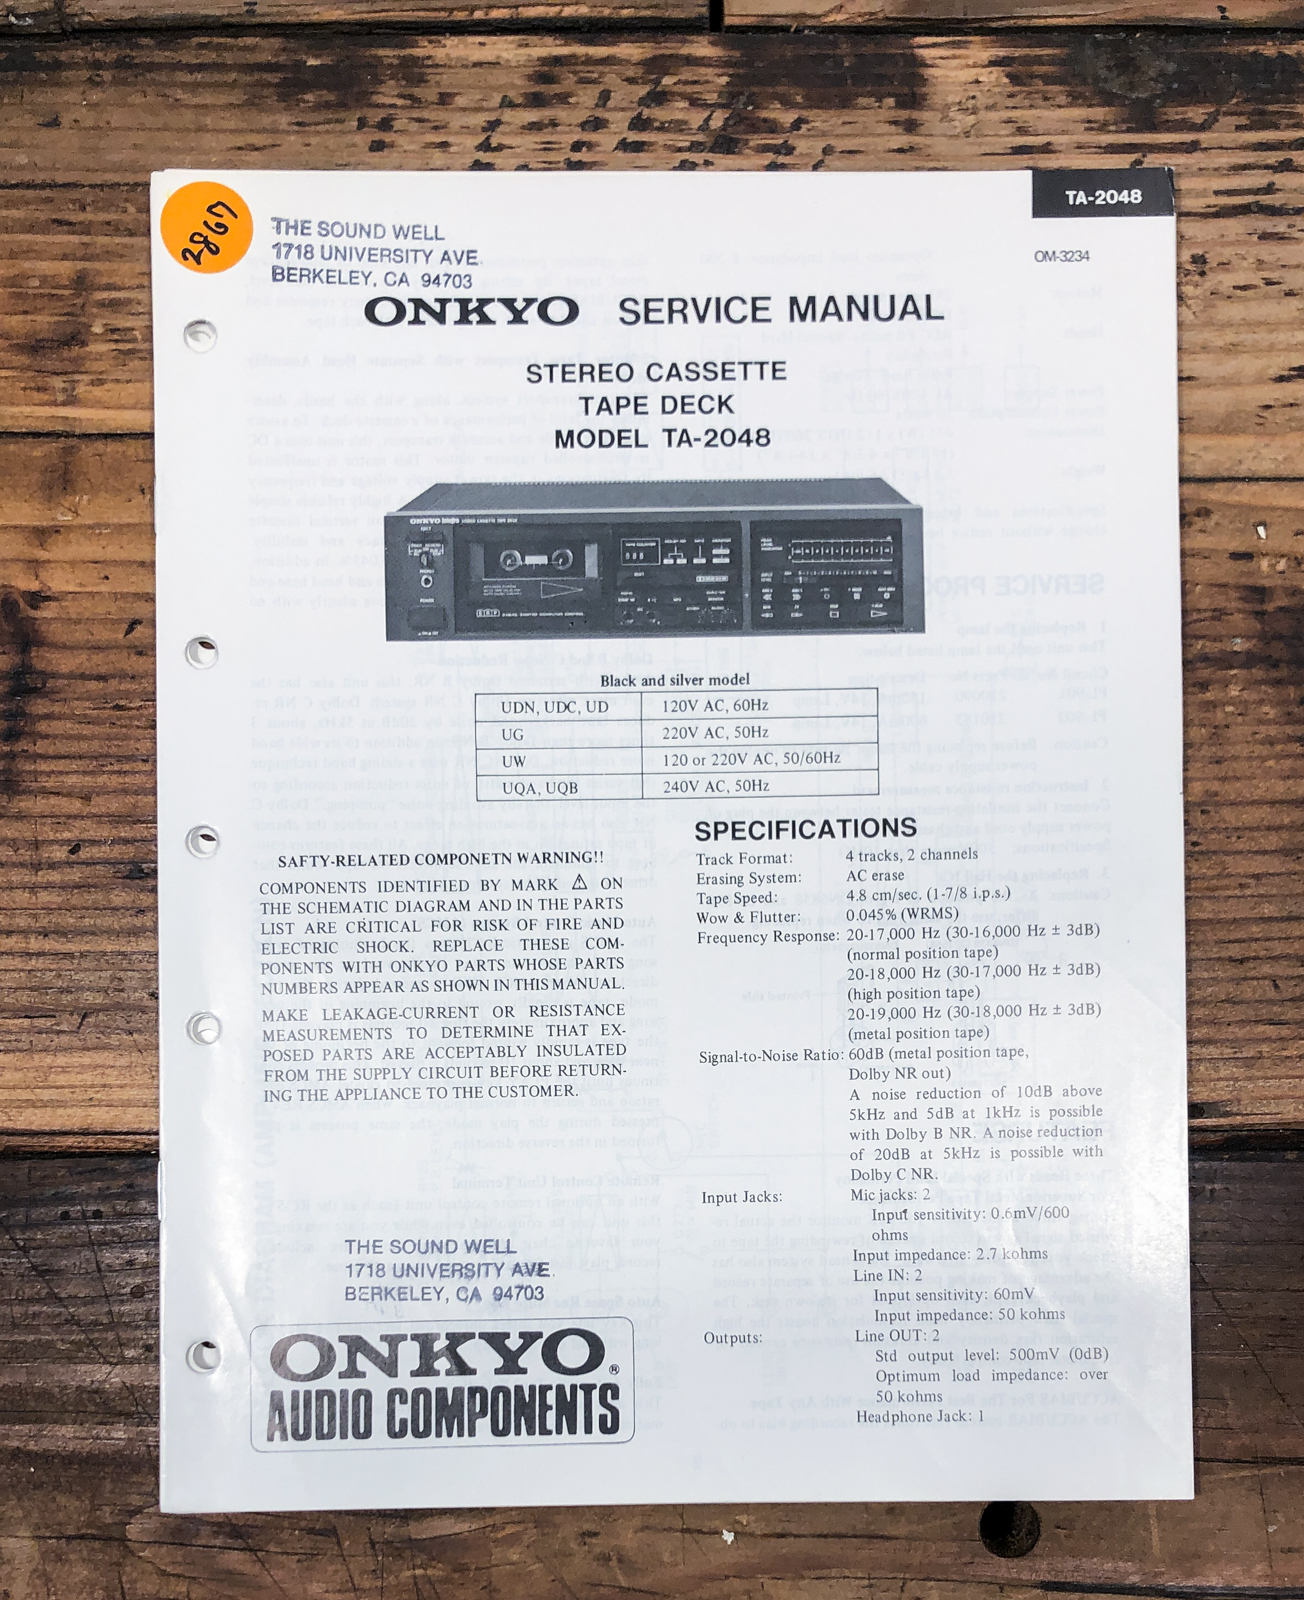 2867
THE SOUND WELL
1718 UNIVERSITY AVE.
BERKELEY, CA 94703
TA-2048
OM-3234
ONKYO SERVICE MANUAL
STEREO CASSETTE
TAPE DECK
MODEL TA-2048
ONKYO
Black and silver model
UDN, UDC, UD 120V AC, 60Hz
UG 220V AC, 50Hz
UW 120 or 220V AC, 50/60Hz
UQA, UQB 240V AC, 50Hz
SAFTY-RELATED COMPONETN WARNING!!
COMPONENTS IDENTIFIED BY MARK ⚠ ON
THE SCHEMATIC DIAGRAM AND IN THE PARTS
LIST ARE CRITICAL FOR RISK OF FIRE AND
ELECTRIC SHOCK. REPLACE THESE COM-
PONENTS WITH ONKYO PARTS WHOSE PARTS
NUMBERS APPEAR AS SHOWN IN THIS MANUAL.
MAKE LEAKAGE-CURRENT OR RESISTANCE
MEASUREMENTS TO DETERMINE THAT EX-
POSED PARTS ARE ACCEPTABLY INSULATED
FROM THE SUPPLY CIRCUIT BEFORE RETURN-
ING THE APPLIANCE TO THE CUSTOMER.
THE SOUND WELL
1718 UNIVERSITY AVE.
BERKELEY, CA 94703
ONKYO®
AUDIO COMPONENTS
SPECIFICATIONS
Track Format: 4 tracks, 2 channels
Erasing System: AC erase
Tape Speed: 4.8 cm/sec. (1-7/8 i.p.s.)
Wow & Flutter: 0.045% (WRMS)
Frequency Response: 20-17,000 Hz (30-16,000 Hz ± 3dB)
(normal position tape)
20-18,000 Hz (30-17,000 Hz ± 3dB)
(high position tape)
20-19,000 Hz (30-18,000 Hz ± 3dB)
(metal position tape)
Signal-to-Noise Ratio: 60dB (metal position tape,
Dolby NR out)
A noise reduction of 10dB above
5kHz and 5dB at 1kHz is possible
with Dolby B NR. A noise reduction
of 20dB at 5kHz is possible with
Dolby C NR.
Input Jacks: Mic jacks: 2
Input sensitivity: 0.6mV/600
ohms
Input impedance: 2.7 kohms
Line IN: 2
Input sensitivity: 60mV
Input impedance: 50 kohms
Outputs: Line OUT: 2
Std output level: 500mV (0dB)
Optimum load impedance: over
50 kohms
Headphone Jack: 1